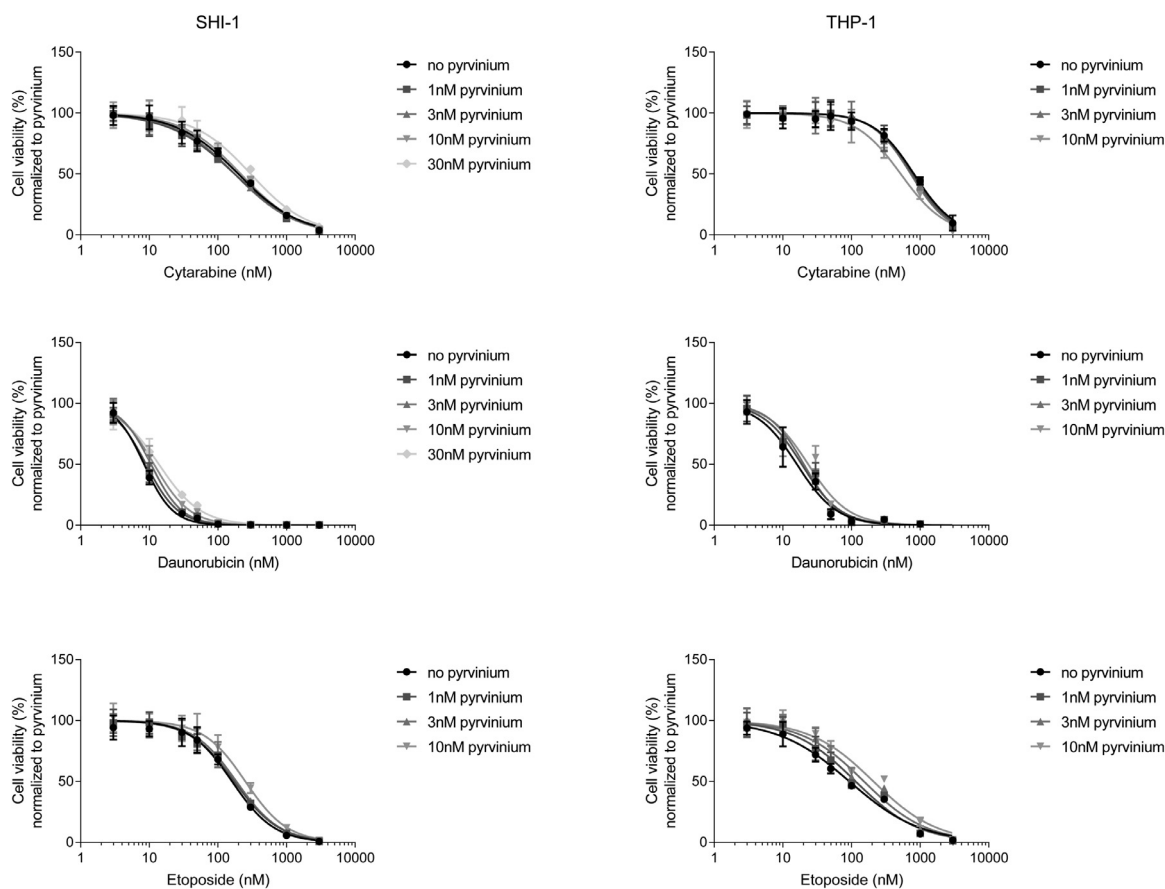 SHI-1
150
100
50
0
Cell viability (%)
normalized to pyrvinium
1
10
100
1000
10000
Cytarabine (nM)
no pyrvinium
1nM pyrvinium
3nM pyrvinium
10nM pyrvinium
30nM pyrvinium
THP-1
150
100
50
0
Cell viability (%)
normalized to pyrvinium
1
10
100
1000
10000
Cytarabine (nM)
no pyrvinium
1nM pyrvinium
3nM pyrvinium
10nM pyrvinium
150
100
50
0
Cell viability (%)
normalized to pyrvinium
1
10
100
1000
10000
Daunorubicin (nM)
no pyrvinium
1nM pyrvinium
3nM pyrvinium
10nM pyrvinium
30nM pyrvinium
150
100
50
0
Cell viability (%)
normalized to pyrvinium
1
10
100
1000
10000
Daunorubicin (nM)
no pyrvinium
1nM pyrvinium
3nM pyrvinium
10nM pyrvinium
150
100
50
0
Cell viability (%)
normalized to pyrvinium
1
10
100
1000
10000
Etoposide (nM)
no pyrvinium
1nM pyrvinium
3nM pyrvinium
10nM pyrvinium
150
100
50
0
Cell viability (%)
normalized to pyrvinium
1
10
100
1000
10000
Etoposide (nM)
no pyrvinium
1nM pyrvinium
3nM pyrvinium
10nM pyrvinium